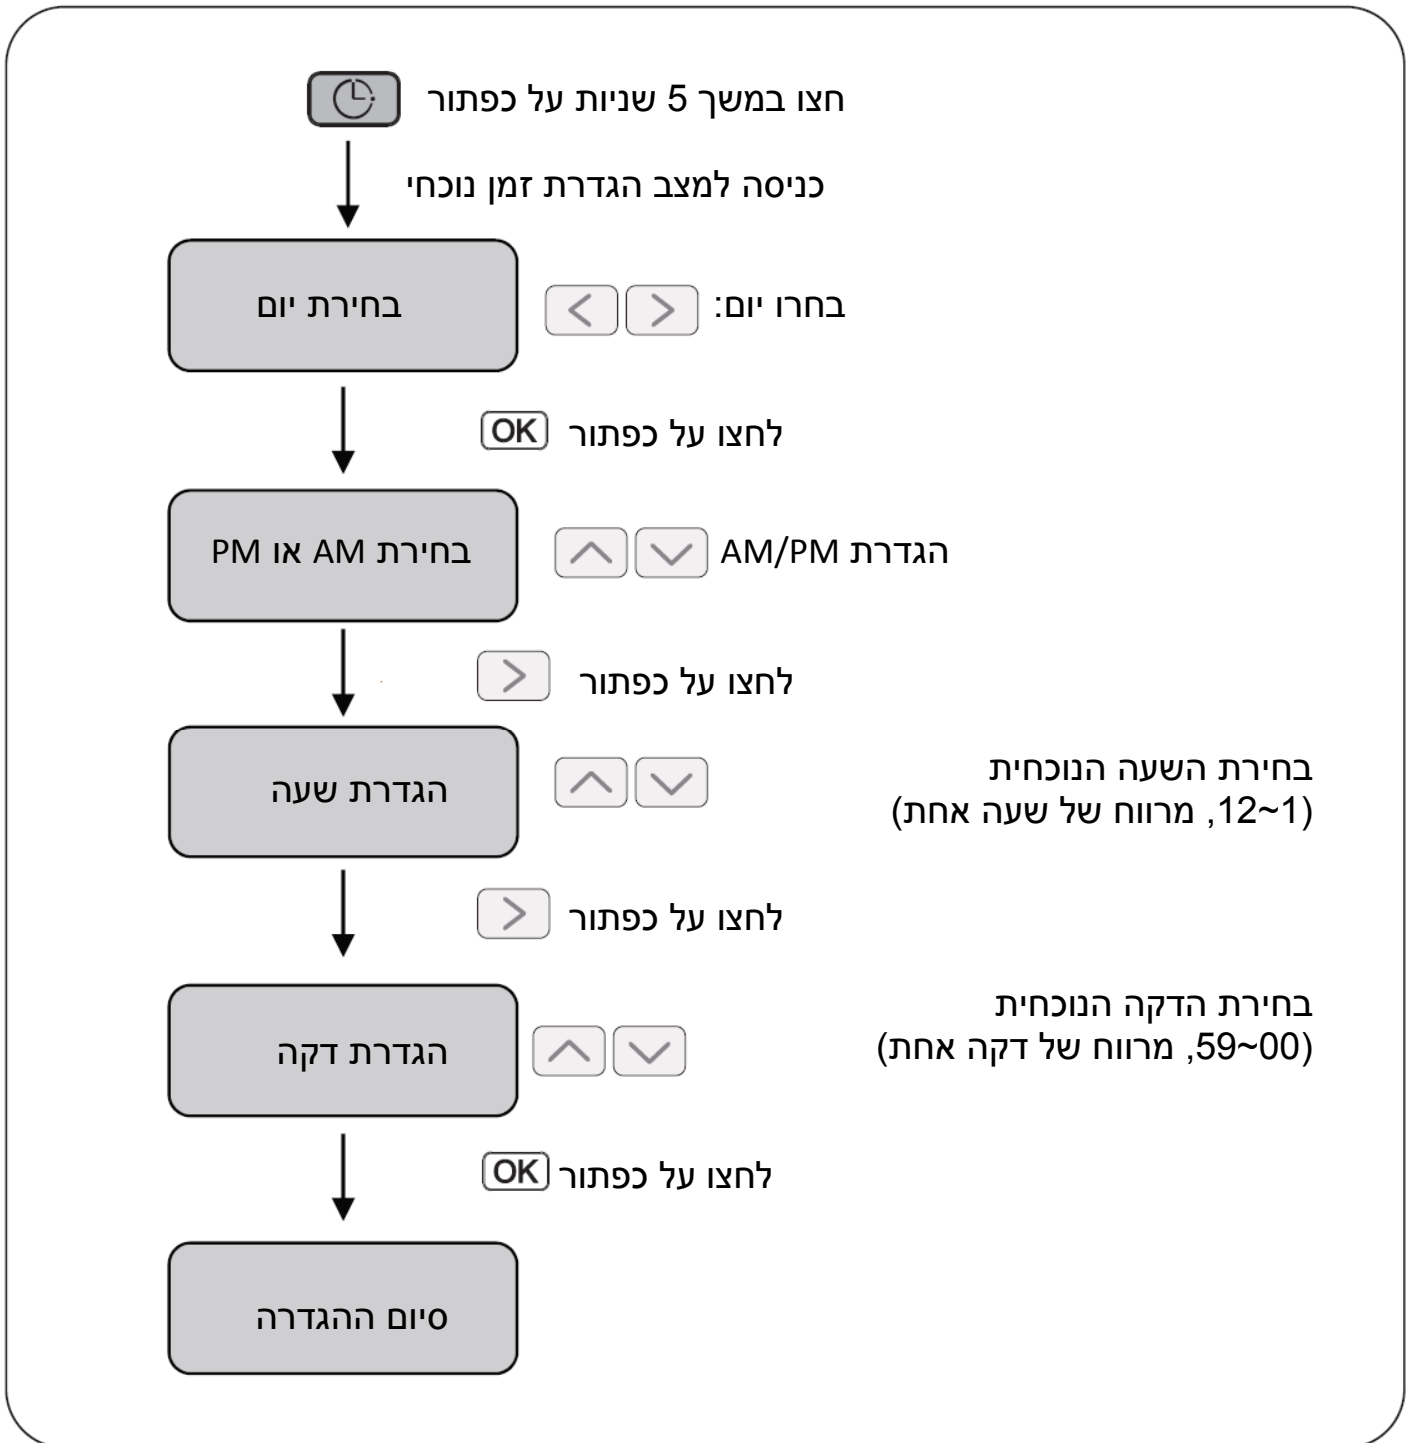 חצו במשך 5 שניות על כפתור
כניסה למצב הגדרת זמן נוכחי
בחירת יום
בחרו יום: < >
לחצו על כפתור OK
בחירת AM או PM
הגדרת AM/PM
לחצו על כפתור >
הגדרת שעה
בחירת השעה הנוכחית
(1~12, מרווח של שעה אחת)
לחצו על כפתור >
הגדרת דקה
בחירת הדקה הנוכחית
(00~59, מרווח של דקה אחת)
לחצו על כפתור OK
סיום ההגדרה